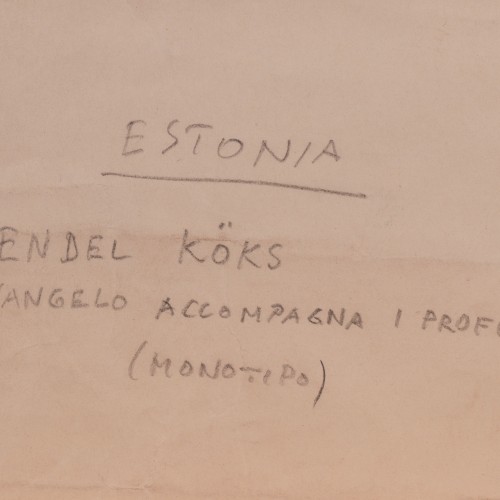 ESTONIA
ENDEL KÖKS
ANGELO ACCOMPAGNA I PROF
(MONOTIPO)